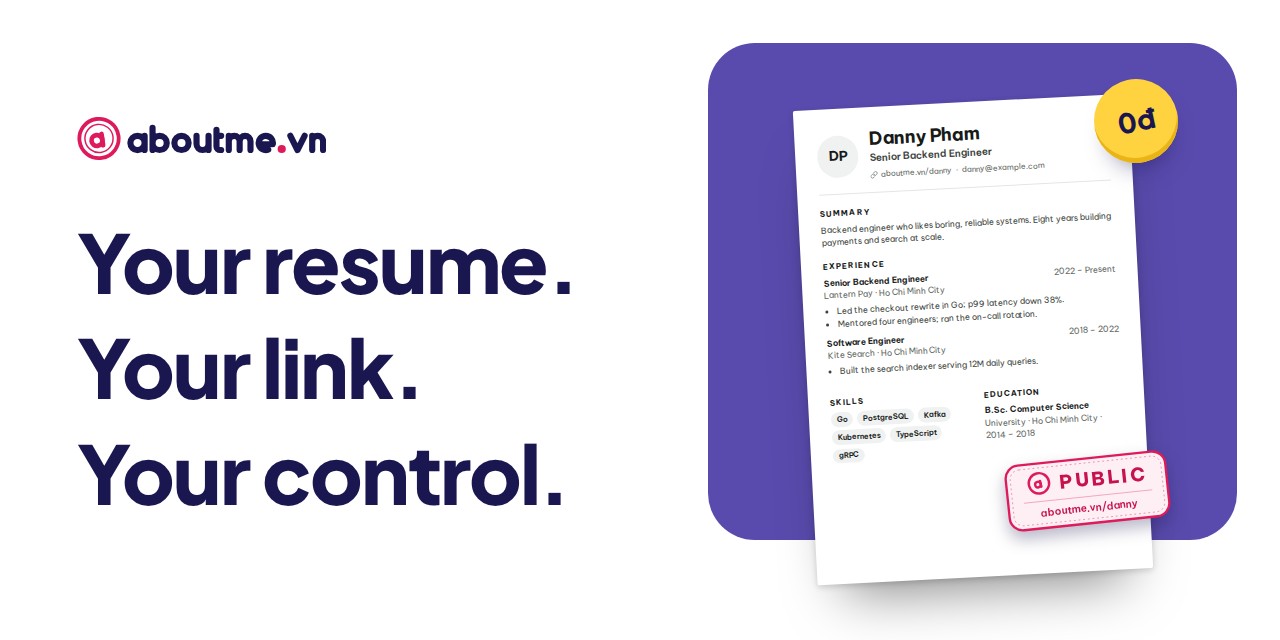 aboutme.vn
Your resume.
Your link.
Your control.
0đ
DP
Danny Pham
Senior Backend Engineer
aboutme.vn/danny · danny@example.com
SUMMARY
Backend engineer who likes boring, reliable systems. Eight years building
payments and search at scale.
EXPERIENCE
Senior Backend Engineer 2022 – Present
Lantern Pay · Ho Chi Minh City
• Led the checkout rewrite in Go; p99 latency down 38%.
• Mentored four engineers; ran the on-call rotation.
Software Engineer 2018 – 2022
Kite Search · Ho Chi Minh City
• Built the search indexer serving 12M daily queries.
SKILLS
Go PostgreSQL Kafka
Kubernetes TypeScript
gRPC
EDUCATION
B.Sc. Computer Science
University · Ho Chi Minh City ·
2014 – 2018
a PUBLIC
aboutme.vn/danny